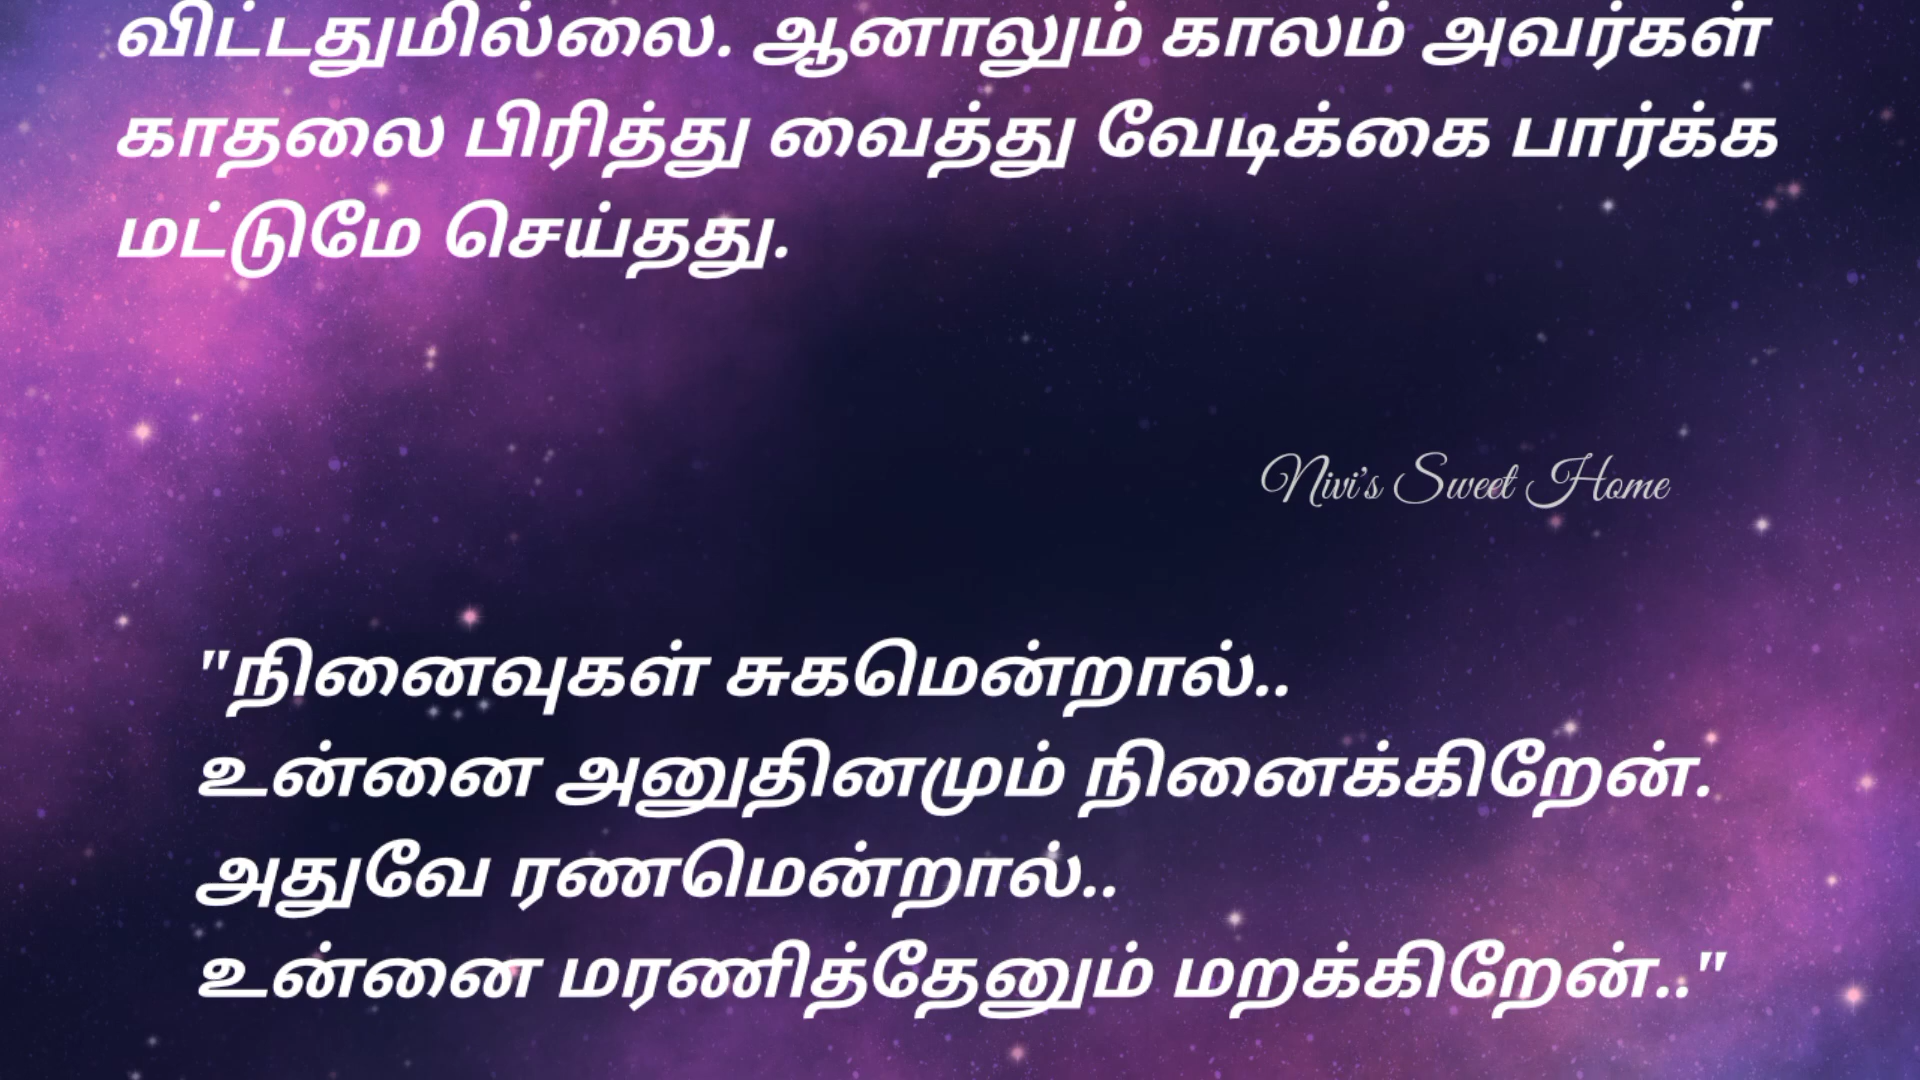 விட்டதுமில்லை. ஆனாலும் காலம் அவர்கள்
காதலை பிரித்து வைத்து வேடிக்கை பார்க்க
மட்டுமே செய்தது.
Nivi's Sweet Home
"நினைவுகள் சுகமென்றால்..
உன்னை அனுதினமும் நினைக்கிறேன்.
அதுவே ரணமென்றால்..
உன்னை மரணித்தேனும் மறக்கிறேன்.."